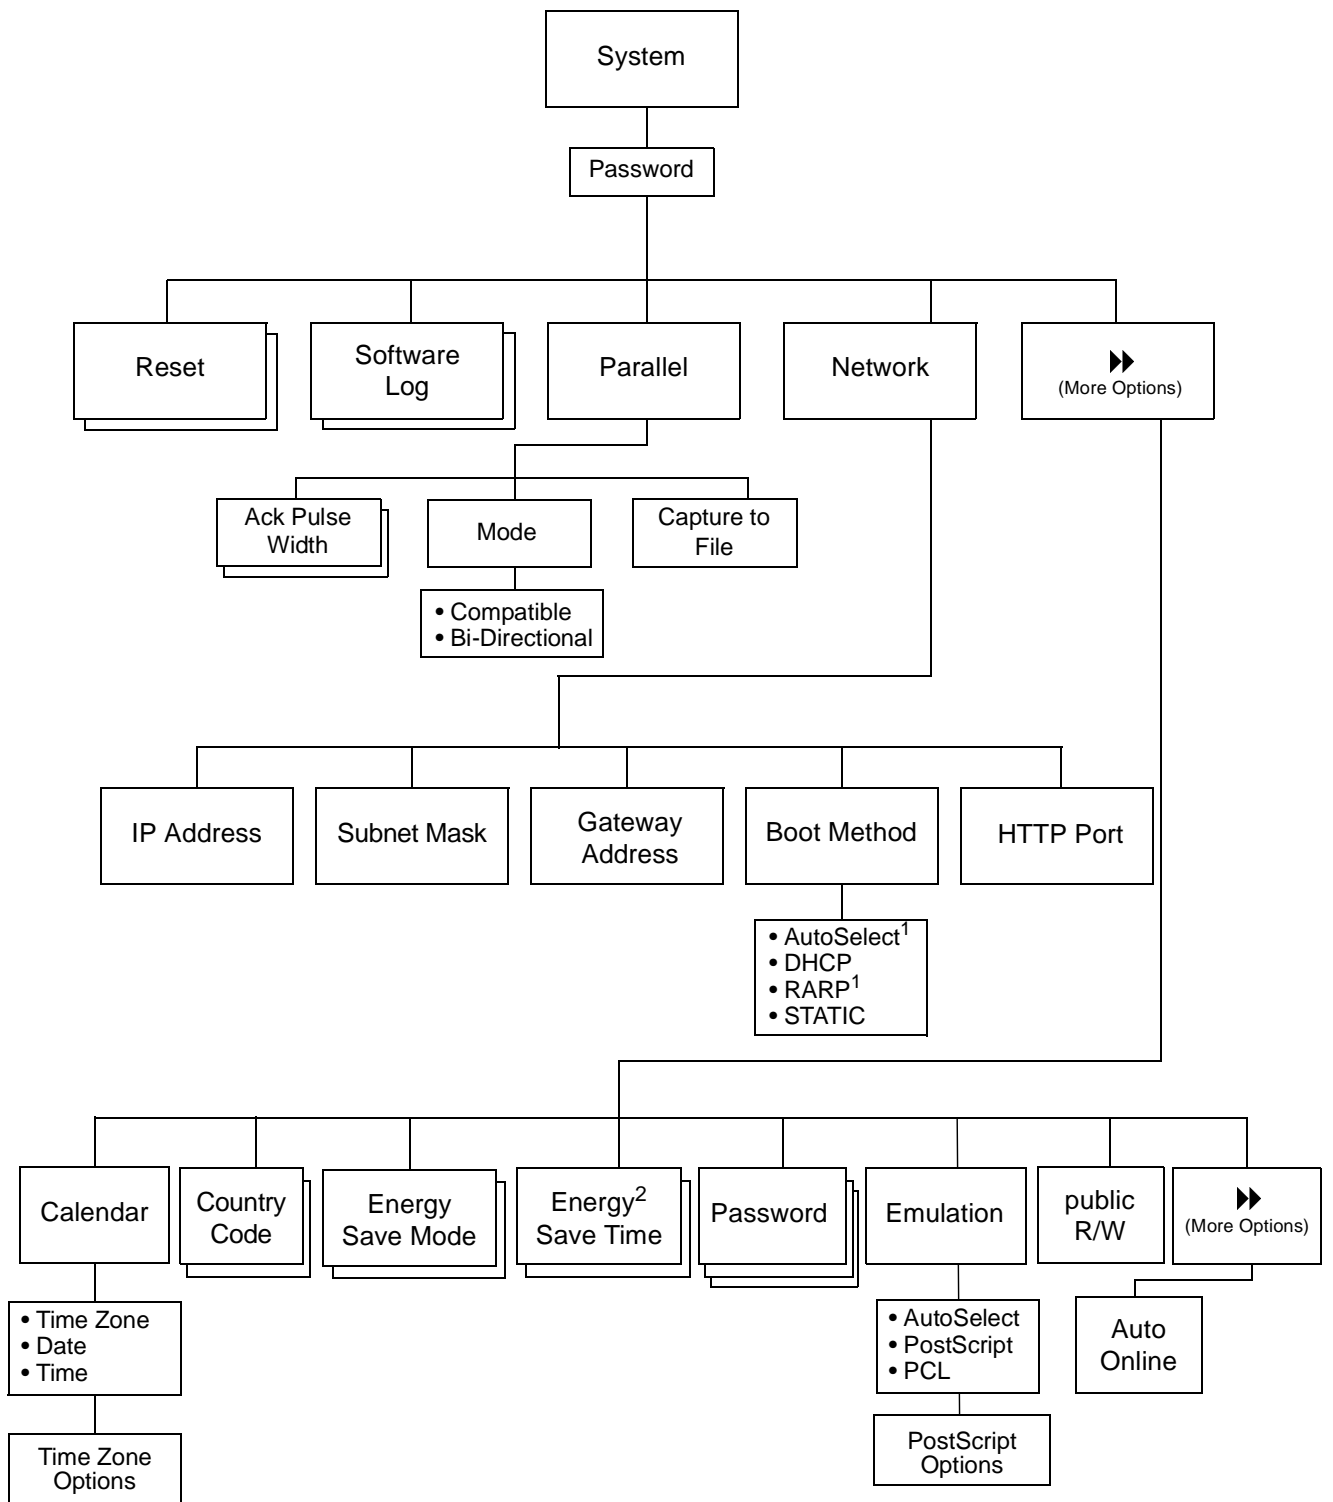 System
Password
Reset
Software
Log
Parallel
Network
(More Options)
Ack Pulse
Width
Mode
Capture to
File
• Compatible
• Bi-Directional
IP Address
Subnet Mask
Gateway
Address
Boot Method
HTTP Port
• AutoSelect1
• DHCP
• RARP1
• STATIC
Calendar
Country
Code
Energy
Save Mode
Energy2
Save Time
Password
Emulation
public
R/W
(More Options)
• Time Zone
• Date
• Time
• AutoSelect
• PostScript
• PCL
Auto
Online
Time Zone
Options
PostScript
Options